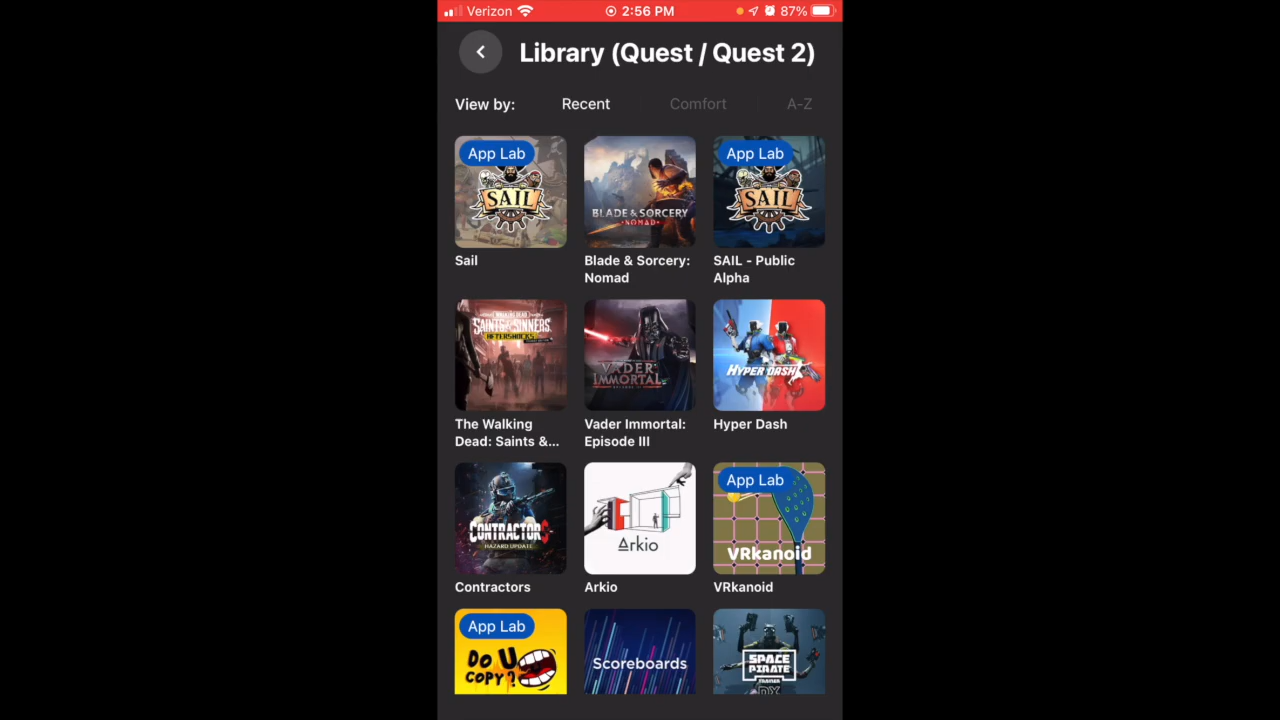 Verizon 2:56 PM 87%
Library (Quest / Quest 2)
View by: Recent Comfort A-Z
App Lab
SAIL
BLADE & SORCERY
NOMAD
App Lab
SAIL
Sail
Blade & Sorcery:
Nomad
SAIL - Public
Alpha
SAINTS & SINNERS
AFTERSHOCKS
VADER
IMMORTAL
HYPER DASH
The Walking
Dead: Saints &...
Vader Immortal:
Episode III
Hyper Dash
CONTRACTORS
HAZARD UPDATE
Arkio
App Lab
VRkanoid
Contractors
Arkio
VRkanoid
App Lab
DO U
COPY?
Scoreboards
SPACE
PIRATE
TRAINER
DX